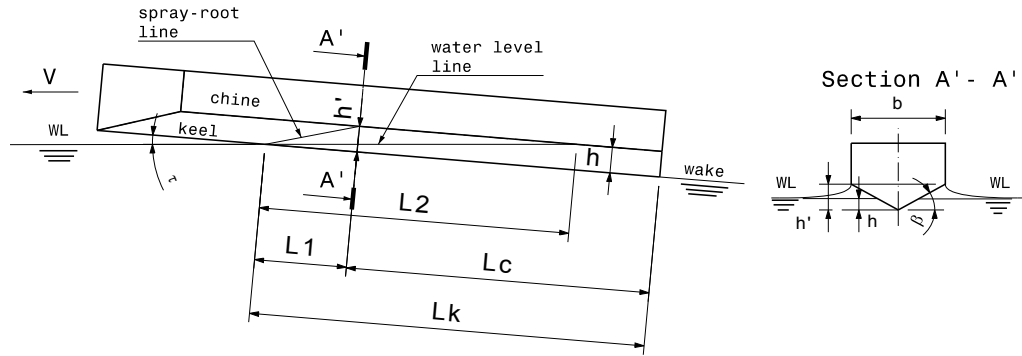 spray-root
line
A'
water level
line
V
chine
h'
WL
keel
τ
h
wake
A'
L2
L1
Lc
Lk
Section A'- A'
b
WL
WL
h'
h
β